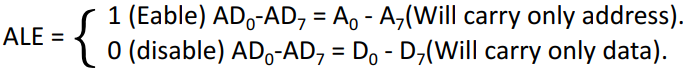 1 (Eable) AD₀-AD₇ = A₀ - A₇(Will carry only address).
ALE = {
0 (disable) AD₀-AD₇ = D₀ - D₇(Will carry only data).